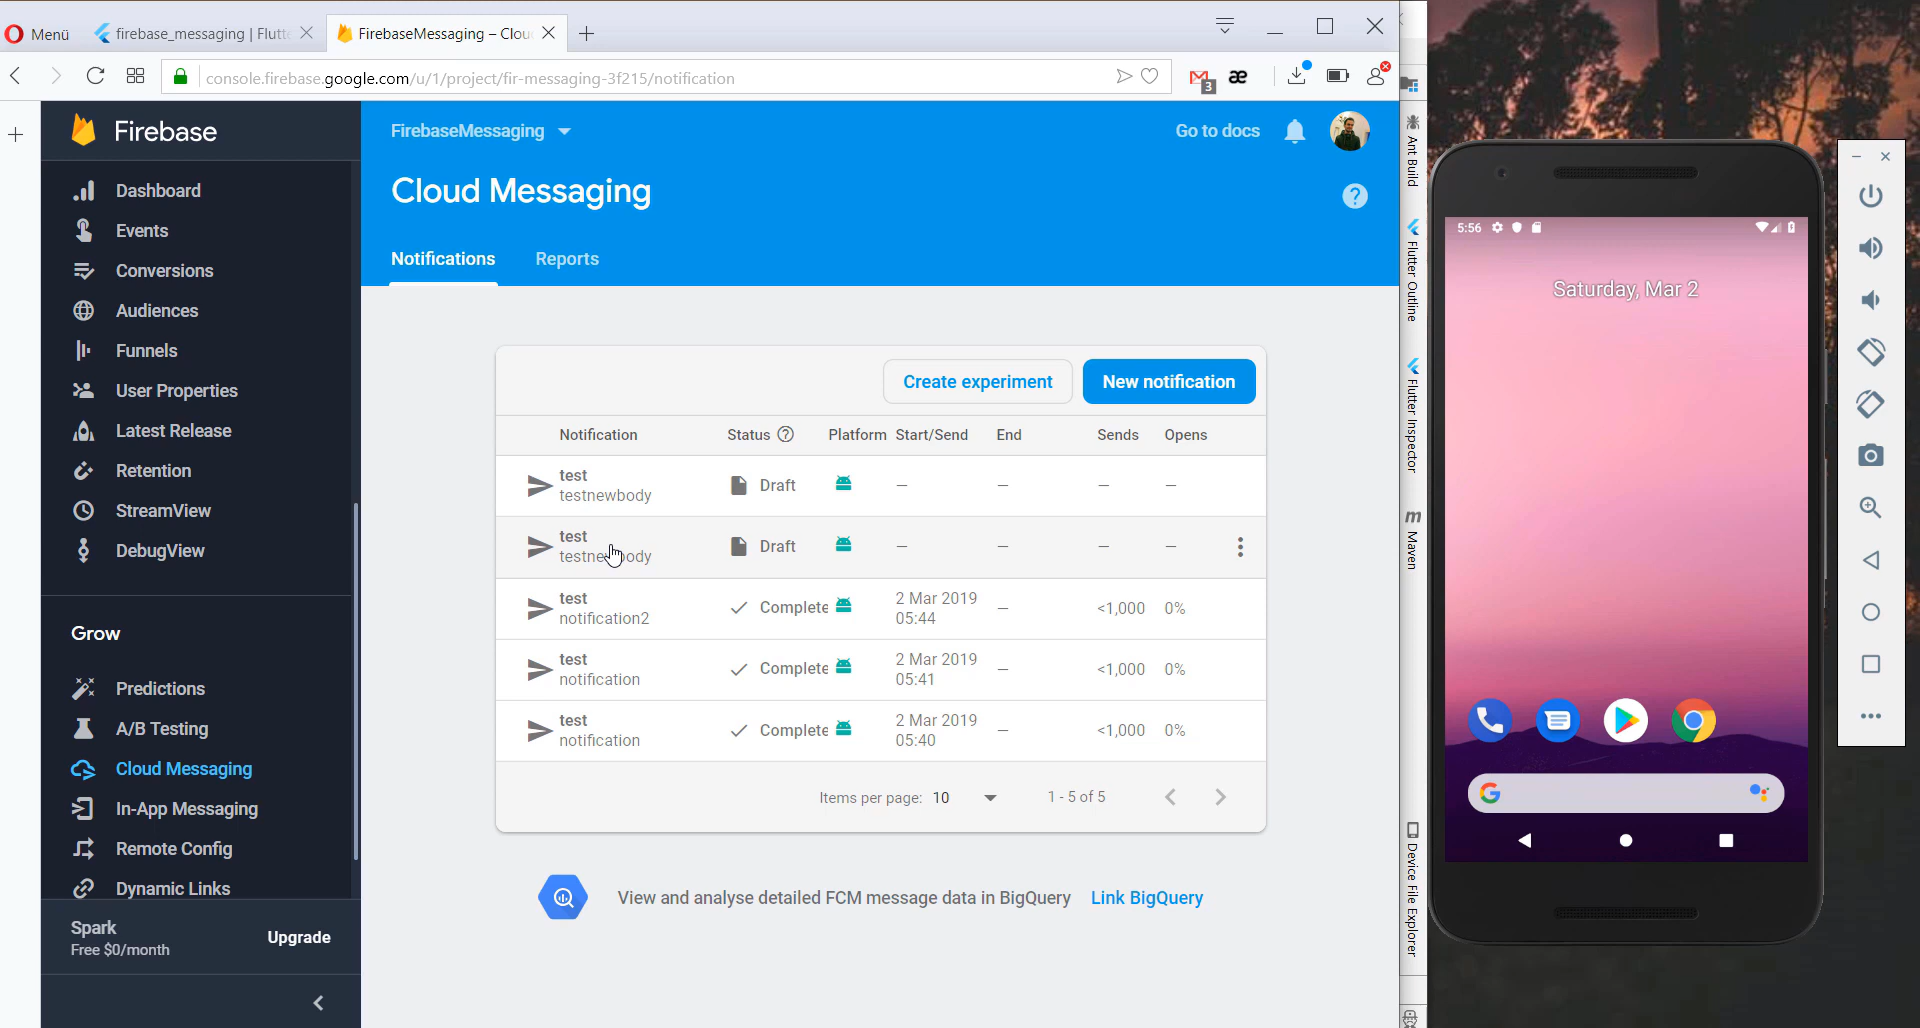 Menü
firebase_messaging | Flutte
FirebaseMessaging – Clou
console.firebase.google.com/u/1/project/fir-messaging-3f215/notification
3
æ
Firebase
Dashboard
Events
Conversions
Audiences
Funnels
User Properties
Latest Release
Retention
StreamView
DebugView
Grow
Predictions
A/B Testing
Cloud Messaging
In-App Messaging
Remote Config
Dynamic Links
Spark
Free $0/month
Upgrade
FirebaseMessaging
Go to docs
Cloud Messaging
Notifications
Reports
Create experiment
New notification
Notification Status Platform Start/Send End Sends Opens
test
testnewbody
Draft – – – –
test
testnewbody
Draft – – – –
test
notification2
Complete
2 Mar 2019
05:44
– <1,000 0%
test
notification
Complete
2 Mar 2019
05:41
– <1,000 0%
test
notification
Complete
2 Mar 2019
05:40
– <1,000 0%
Items per page: 10
1 - 5 of 5
View and analyse detailed FCM message data in BigQuery Link BigQuery
Ant Build
Flutter Outline
Flutter Inspector
m Maven
Device File Explorer
5:56
Saturday, Mar 2
G